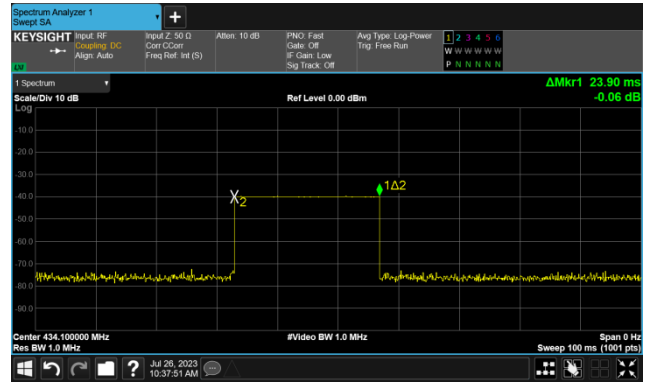 Spectrum Analyzer 1
Swept SA
+
KEYSIGHT Input: RF Input Z: 50 Ω Atten: 10 dB PNO: Fast Avg Type: Log-Power 1 2 3 4 5 6
Coupling: DC Corr CCorr Gate: Off Trig: Free Run W W W W W W
Align: Auto Freq Ref: Int (S) IF Gain: Low P N N N N N
Sig Track: Off
LV
1 Spectrum ΔMkr1 23.90 ms
Scale/Div 10 dB Ref Level 0.00 dBm -0.06 dB
Log
-10.0
-20.0
-30.0
1Δ2
-40.0
X2
-50.0
-60.0
-70.0
-80.0
-90.0
Center 434.100000 MHz #Video BW 1.0 MHz Span 0 Hz
Res BW 1.0 MHz Sweep 100 ms (1001 pts)
? Jul 26, 2023
10:37:51 AM